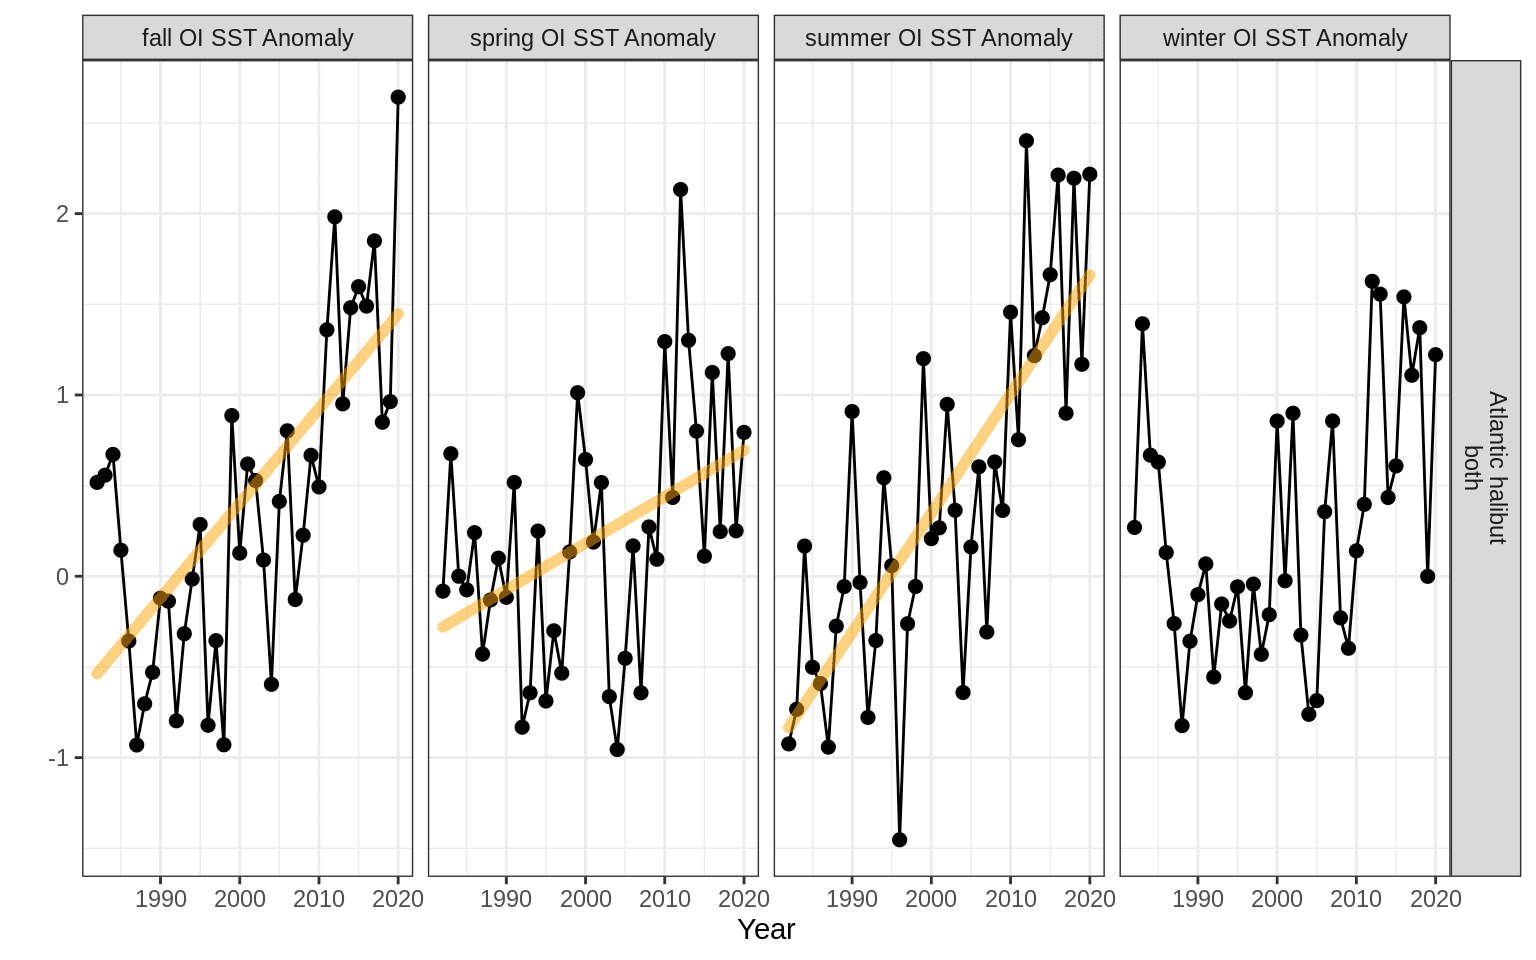 fall OI SST Anomaly
spring OI SST Anomaly
summer OI SST Anomaly
winter OI SST Anomaly
2
1
0
-1
Atlantic halibut
both
1990 2000 2010 2020
1990 2000 2010 2020
1990 2000 2010 2020
1990 2000 2010 2020
Year